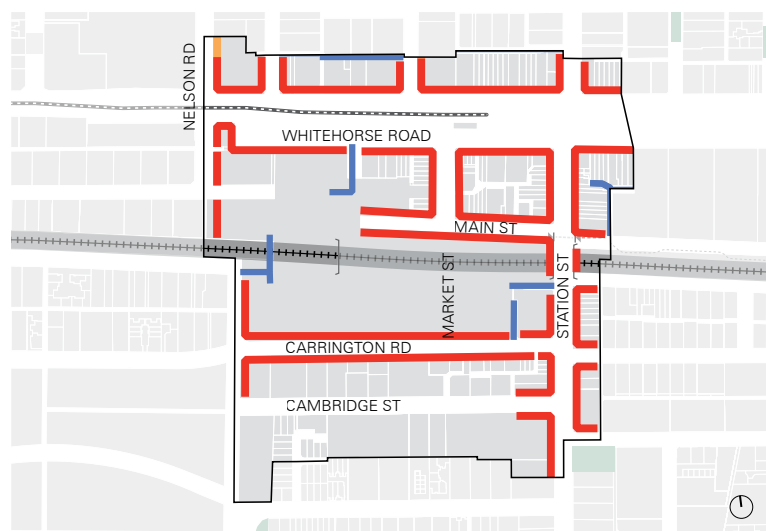 NELSON RD
WHITEHORSE ROAD
MAIN ST
MARKET ST
STATION ST
CARRINGTON RD
CAMBRIDGE ST